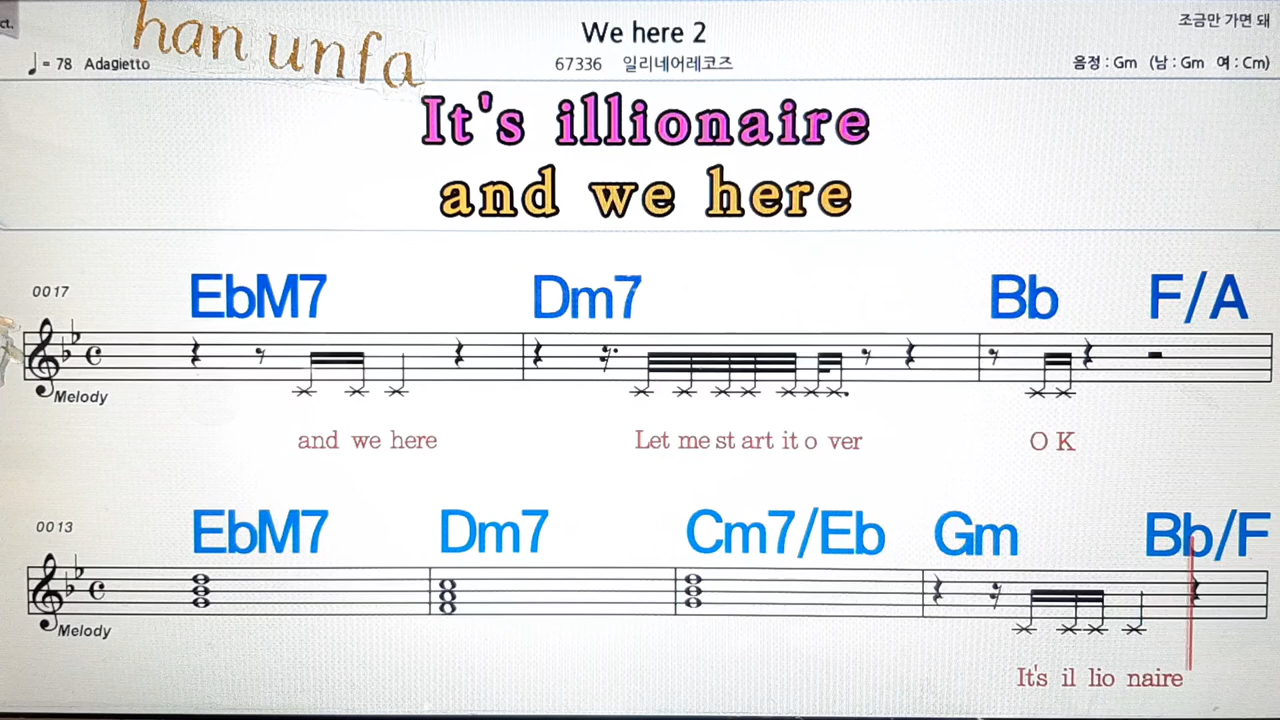 ct.
han unfa
We here 2
조금만 가면 돼
♩= 78 Adagietto
67336 일리네어레코즈
음정 : Gm (남 : Gm 여 : Cm)
It's illionaire
and we here
0017
EbM7 Dm7 Bb F/A
Melody
and we here Let me st art it o ver O K
0013
EbM7 Dm7 Cm7/Eb Gm Bb/F
Melody
It's il lio naire